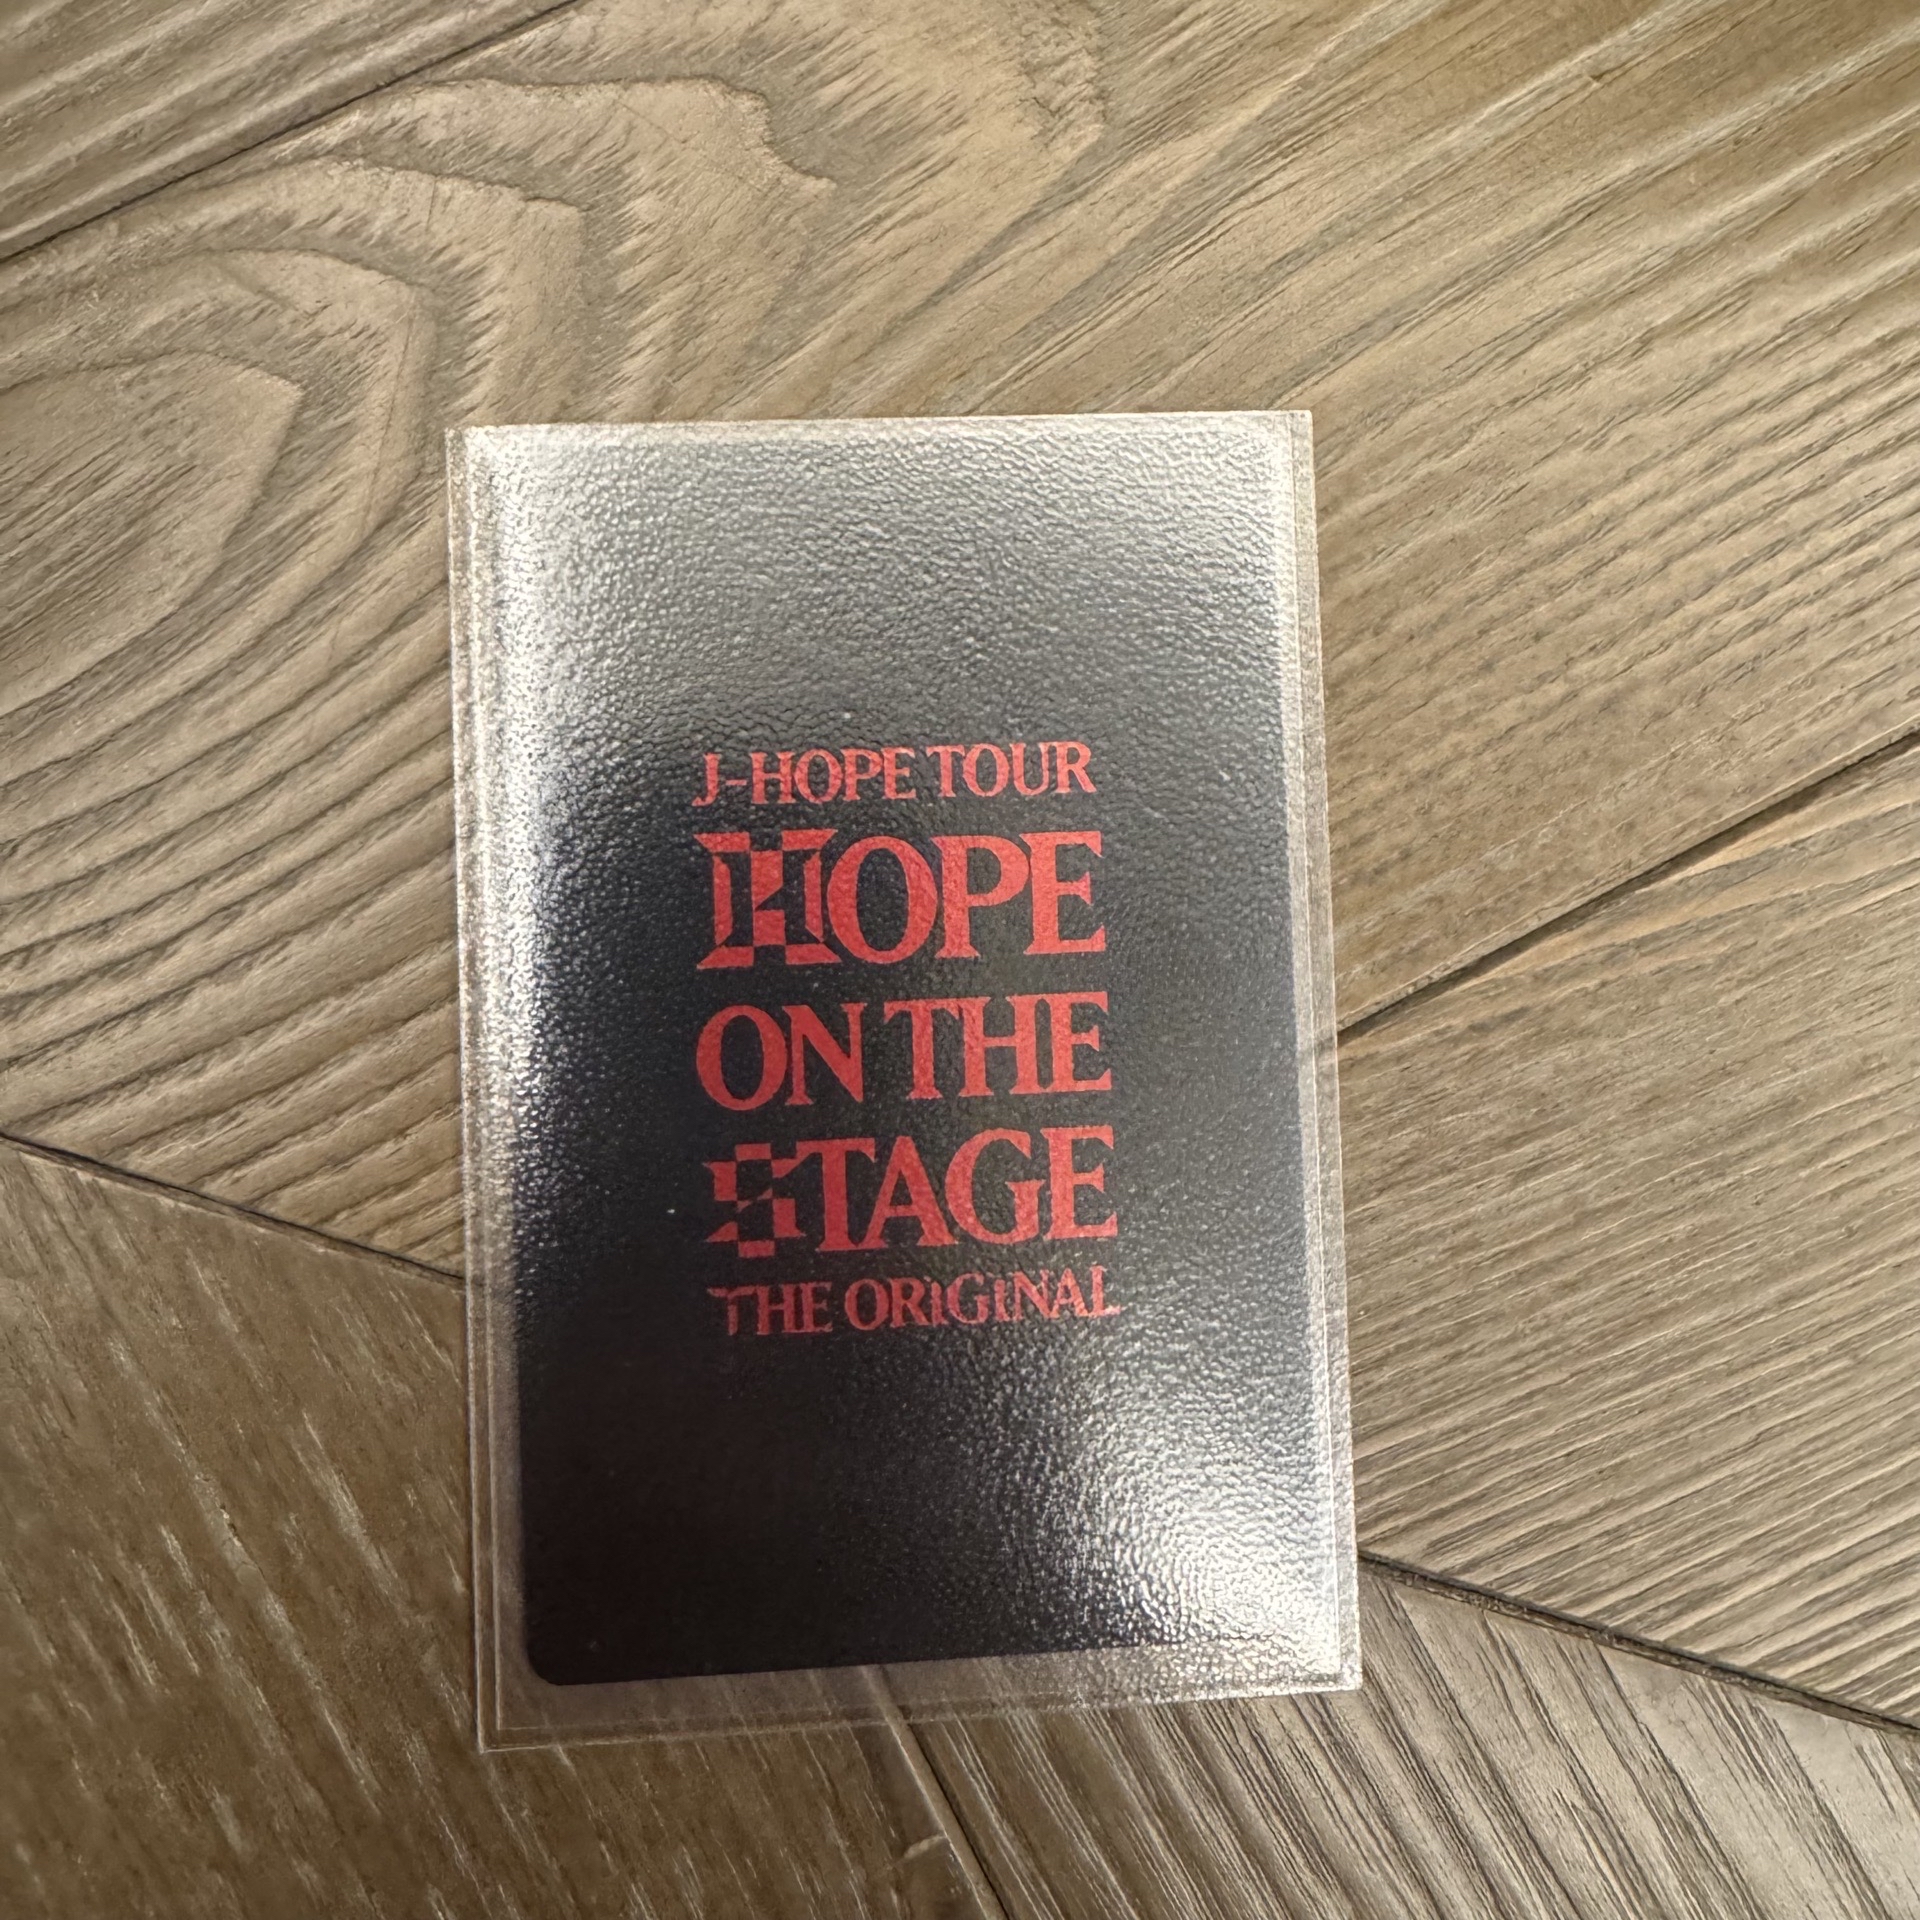 J-HOPE TOUR
HOPE
ON THE
STAGE
THE ORiGiNAL